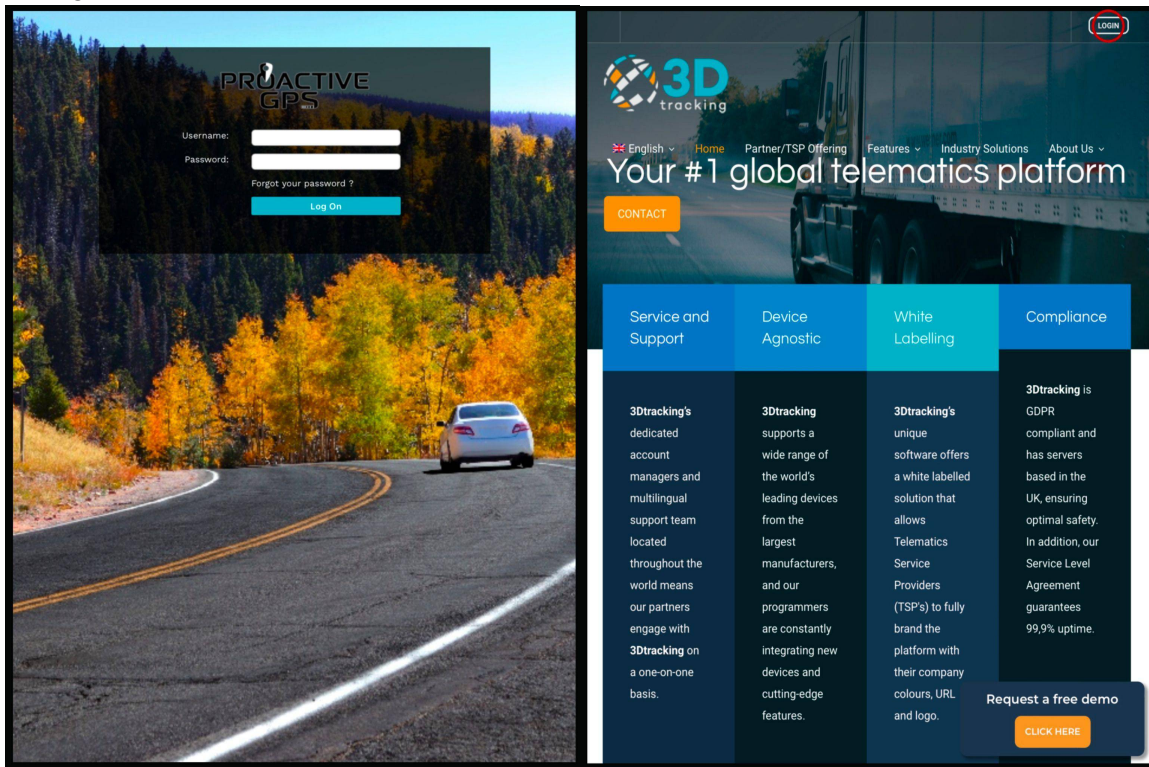 PROACTIVE
GPS
Username:
Password:
Forgot your password ?
Log On
LOGIN
3D
tracking
English
Home
Partner/TSP Offering
Features
Industry Solutions
About Us
Your #1 global telematics platform
CONTACT
Service and
Support
3Dtracking's
dedicated
account
managers and
multilingual
support team
located
throughout the
world means
our partners
engage with
3Dtracking on
a one-on-one
basis.
Device
Agnostic
3Dtracking
supports a
wide range of
the world's
leading devices
from the
largest
manufacturers,
and our
programmers
are constantly
integrating new
devices and
cutting-edge
features.
White
Labelling
3Dtracking's
unique
software offers
a white labelled
solution that
allows
Telematics
Service
Providers
(TSP's) to fully
brand the
platform with
their company
colours, URL
and logo.
Compliance
3Dtracking is
GDPR
compliant and
has servers
based in the
UK, ensuring
optimal safety.
In addition, our
Service Level
Agreement
guarantees
99,9% uptime.
Request a free demo
CLICK HERE